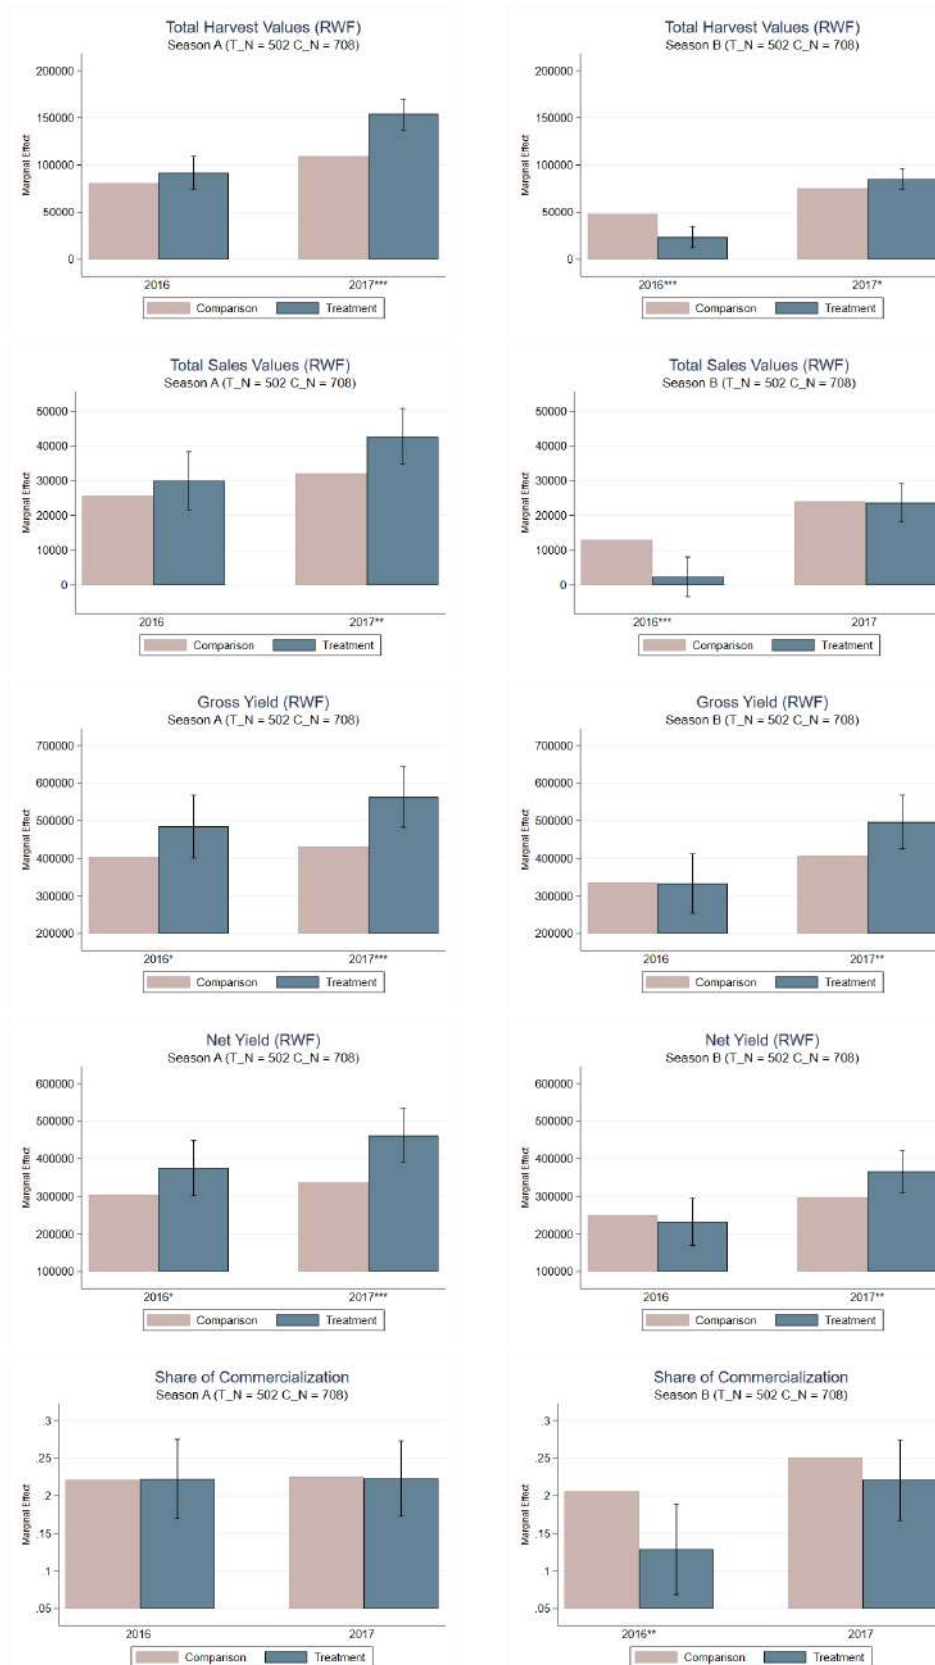 Total Harvest Values (RWF)
Season A (T_N = 502 C_N = 708)
200000
150000
100000
50000
0
Marginal Effect
2016
2017***
Comparison
Treatment
Total Harvest Values (RWF)
Season B (T_N = 502 C_N = 708)
200000
150000
100000
50000
0
Marginal Effect
2016***
2017*
Comparison
Treatment
Total Sales Values (RWF)
Season A (T_N = 502 C_N = 708)
50000
40000
30000
20000
10000
0
Marginal Effect
2016
2017**
Comparison
Treatment
Total Sales Values (RWF)
Season B (T_N = 502 C_N = 708)
50000
40000
30000
20000
10000
0
Marginal Effect
2016***
2017
Comparison
Treatment
Gross Yield (RWF)
Season A (T_N = 502 C_N = 708)
700000
600000
500000
400000
300000
200000
Marginal Effect
2016*
2017***
Comparison
Treatment
Gross Yield (RWF)
Season B (T_N = 502 C_N = 708)
700000
600000
500000
400000
300000
200000
Marginal Effect
2016
2017**
Comparison
Treatment
Net Yield (RWF)
Season A (T_N = 502 C_N = 708)
600000
500000
400000
300000
200000
100000
Marginal Effect
2016*
2017***
Comparison
Treatment
Net Yield (RWF)
Season B (T_N = 502 C_N = 708)
600000
500000
400000
300000
200000
100000
Marginal Effect
2016
2017**
Comparison
Treatment
Share of Commercialization
Season A (T_N = 502 C_N = 708)
.3
.25
.2
.15
.1
.05
Marginal Effect
2016
2017
Comparison
Treatment
Share of Commercialization
Season B (T_N = 502 C_N = 708)
.3
.25
.2
.15
.1
.05
Marginal Effect
2016**
2017
Comparison
Treatment